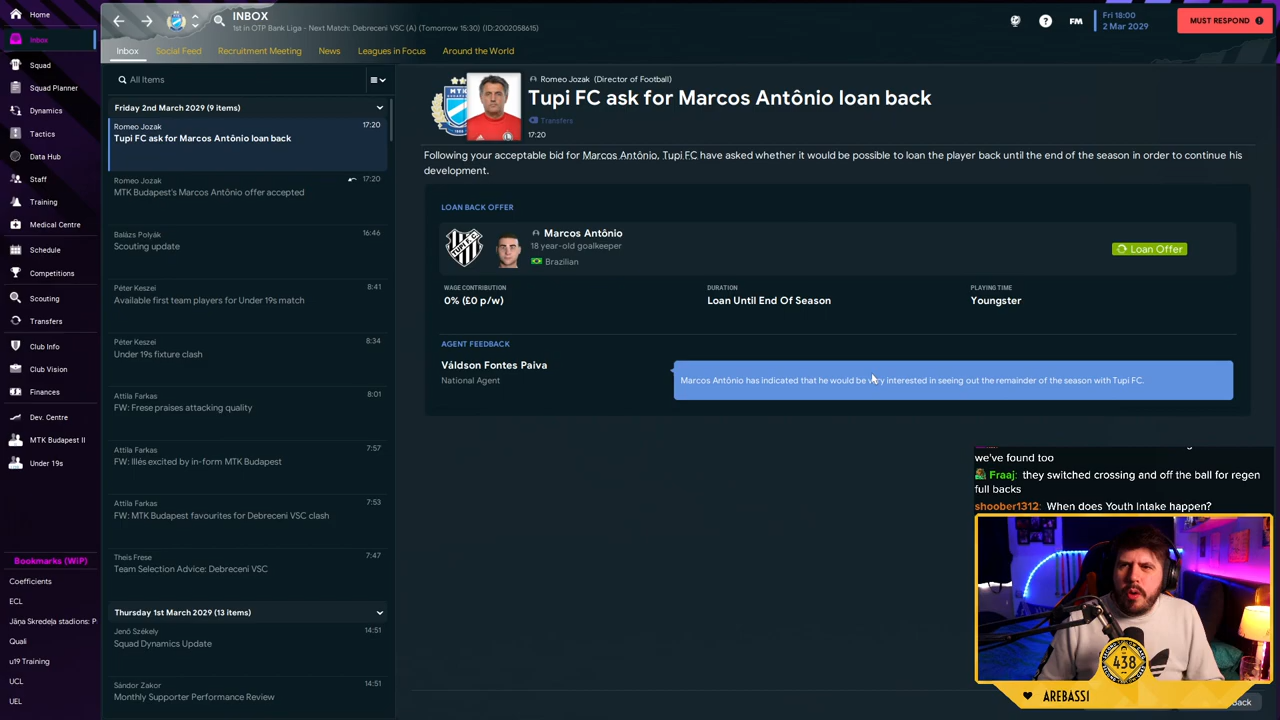 Home
Inbox
Squad
Squad Planner
Dynamics
Tactics
Data Hub
Staff
Training
Medical Centre
Schedule
Competitions
Scouting
Transfers
Club Info
Club Vision
Finances
Dev. Centre
MTK Budapest II
Under 19s
Bookmarks (WiP)
Coefficients
ECL
Jāņa Skredeļa stadions: P
Quali
u19 Training
UCL
UEL
INBOX
1st in OTP Bank Liga - Next Match: Debreceni VSC (A) (Tomorrow 15:30) (ID:2002058615)
FM
Fri 18:00
2 Mar 2029
MUST RESPOND
Inbox
Social Feed
Recruitment Meeting
News
Leagues in Focus
Around the World
All Items
Friday 2nd March 2029 (9 items)
Romeo Jozak 17:20
Tupi FC ask for Marcos Antônio loan back
Romeo Jozak 17:20
MTK Budapest's Marcos Antônio offer accepted
Balázs Polyák 16:46
Scouting update
Péter Keszei 8:41
Available first team players for Under 19s match
Péter Keszei 8:34
Under 19s fixture clash
Attila Farkas 8:01
FW: Frese praises attacking quality
Attila Farkas 7:57
FW: Illés excited by in-form MTK Budapest
Attila Farkas 7:53
FW: MTK Budapest favourites for Debreceni VSC clash
Theis Frese 7:47
Team Selection Advice: Debreceni VSC
Thursday 1st March 2029 (13 items)
Jenő Székely 14:51
Squad Dynamics Update
Sándor Zakor 14:51
Monthly Supporter Performance Review
Romeo Jozak (Director of Football)
Tupi FC ask for Marcos Antônio loan back
Transfers
17:20
Following your acceptable bid for Marcos Antônio, Tupi FC have asked whether it would be possible to loan the player back until the end of the season in order to continue his
development.
LOAN BACK OFFER
Marcos Antônio
18 year-old goalkeeper
Brazilian
Loan Offer
WAGE CONTRIBUTION
0% (£0 p/w)
DURATION
Loan Until End Of Season
PLAYING TIME
Youngster
AGENT FEEDBACK
Váldson Fontes Paiva
National Agent
Marcos Antônio has indicated that he would be very interested in seeing out the remainder of the season with Tupi FC.
we've found too
Fraaj: they switched crossing and off the ball for regen
full backs
shoober1312: When does Youth Intake happen?
438
AREBASSI
Back